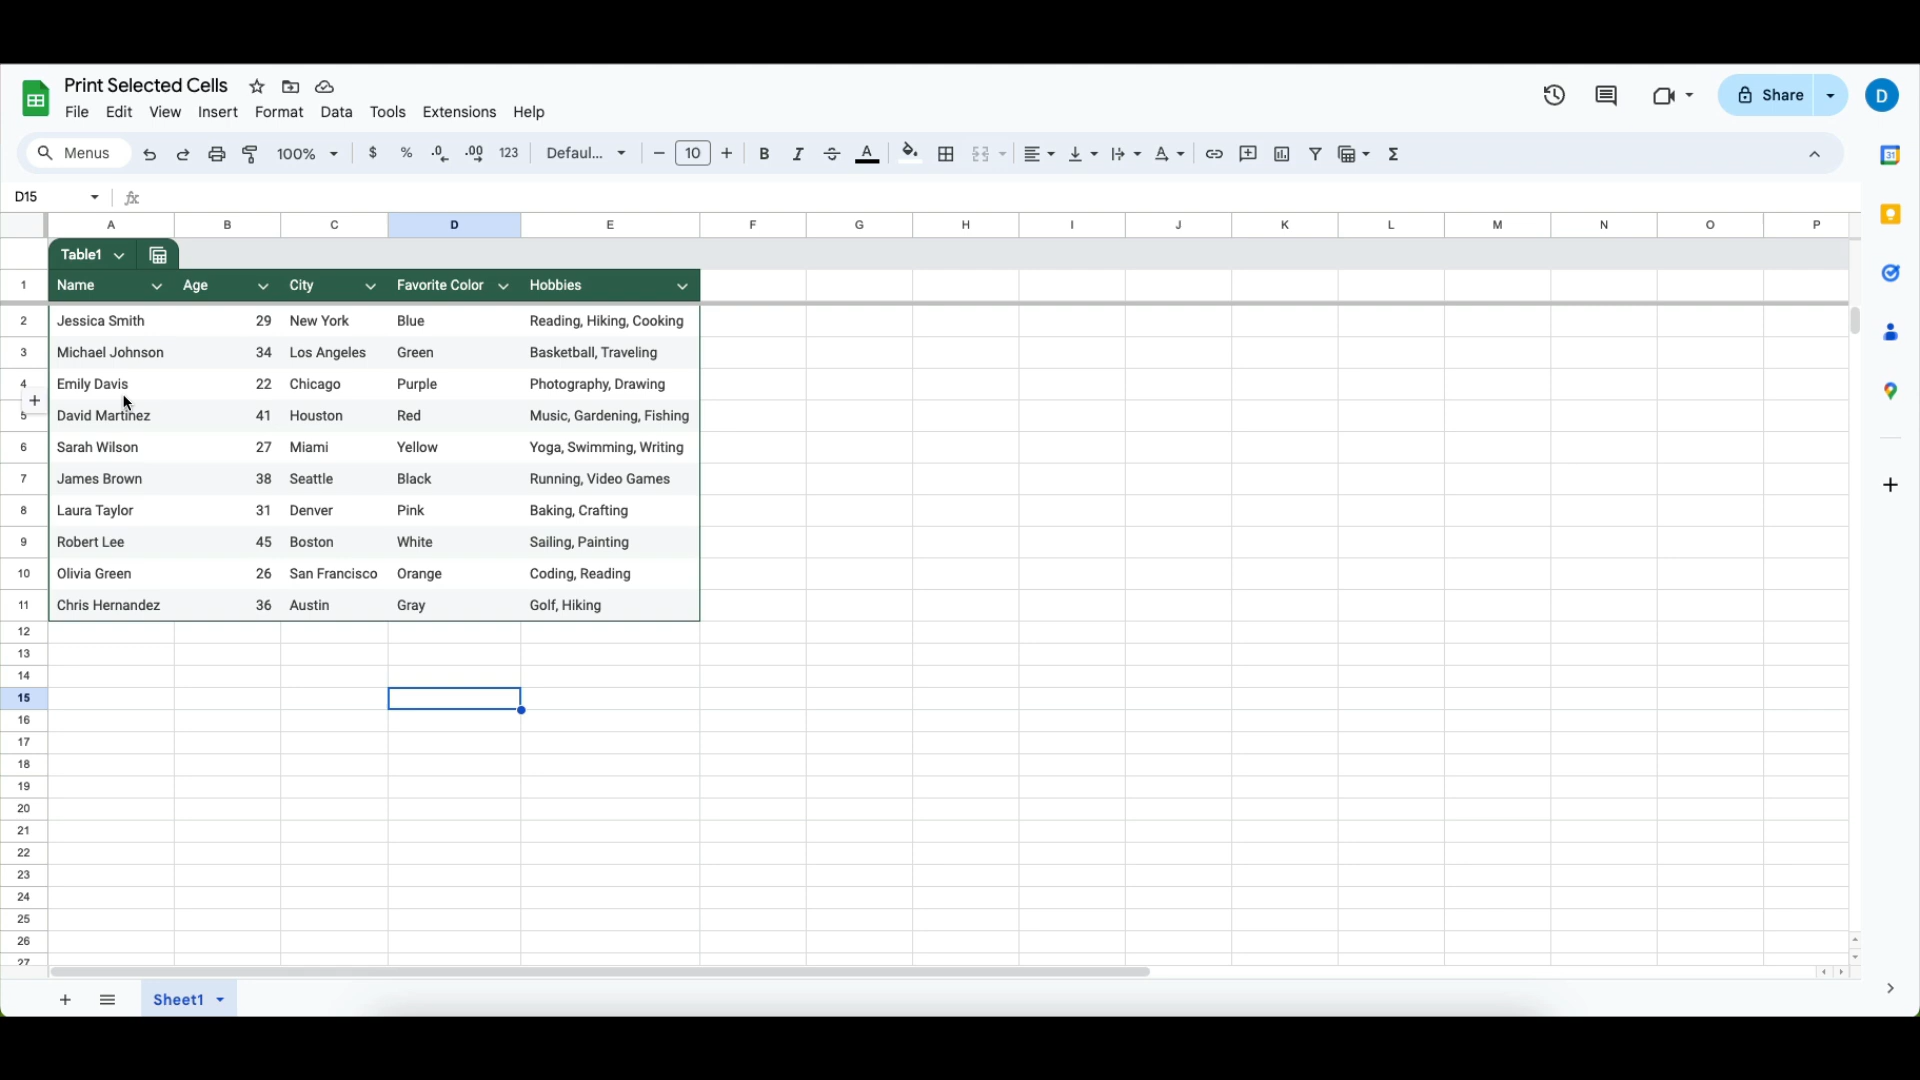 Print Selected Cells
File Edit View Insert Format Data Tools Extensions Help
Share
D
Menus 100% $ % .0 .00 123 Defaul... 10 B I A
31
D15 fx
A B C D E F G H I J K L M N O P
Table1
1 Name Age City Favorite Color Hobbies
2 Jessica Smith 29 New York Blue Reading, Hiking, Cooking
3 Michael Johnson 34 Los Angeles Green Basketball, Traveling
4 Emily Davis 22 Chicago Purple Photography, Drawing
5 David Martinez 41 Houston Red Music, Gardening, Fishing
6 Sarah Wilson 27 Miami Yellow Yoga, Swimming, Writing
7 James Brown 38 Seattle Black Running, Video Games
8 Laura Taylor 31 Denver Pink Baking, Crafting
9 Robert Lee 45 Boston White Sailing, Painting
10 Olivia Green 26 San Francisco Orange Coding, Reading
11 Chris Hernandez 36 Austin Gray Golf, Hiking
12
13
14
15
16
17
18
19
20
21
22
23
24
25
26
27
Sheet1